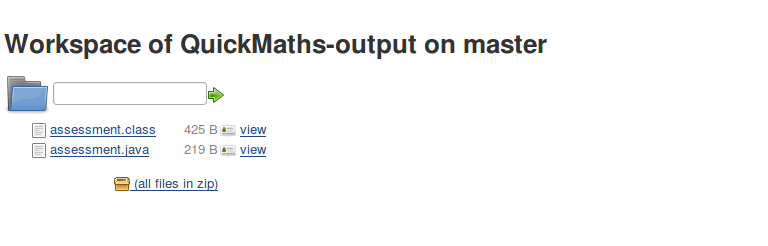 Workspace of QuickMaths-output on master
assessment.class 425 B view
assessment.java 219 B view
(all files in zip)